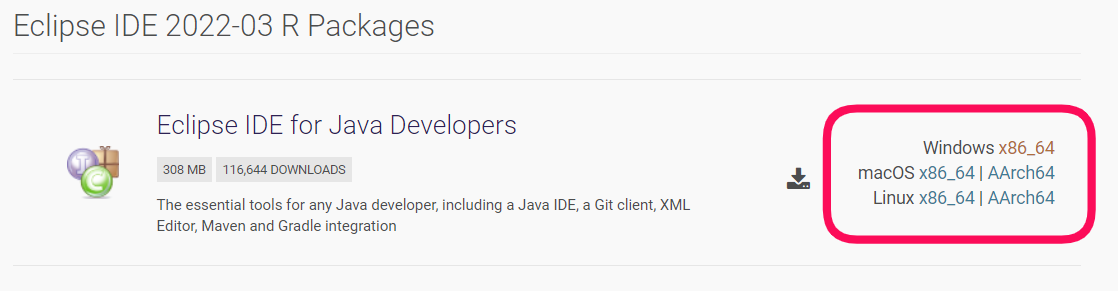 Eclipse IDE 2022-03 R Packages
Eclipse IDE for Java Developers
308 MB 116,644 DOWNLOADS
The essential tools for any Java developer, including a Java IDE, a Git client, XML
Editor, Maven and Gradle integration
Windows x86_64
macOS x86_64 | AArch64
Linux x86_64 | AArch64